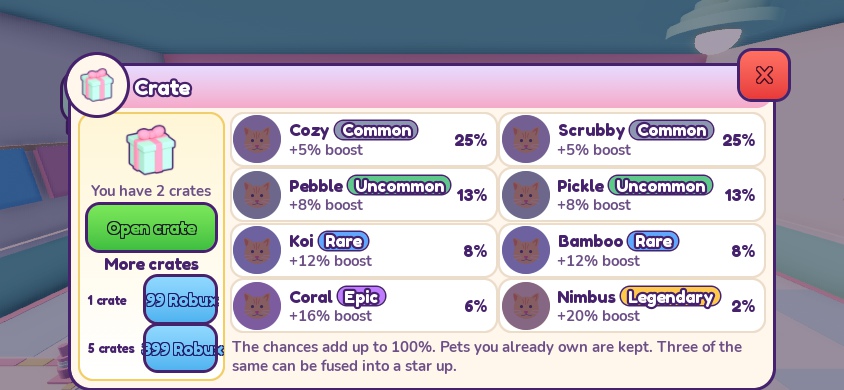 Crate
You have 2 crates
Open crate
More crates
1 crate 99 Robux
5 crates 399 Robux
Cozy Common
+5% boost
25%
Scrubby Common
+5% boost
25%
Pebble Uncommon
+8% boost
13%
Pickle Uncommon
+8% boost
13%
Koi Rare
+12% boost
8%
Bamboo Rare
+12% boost
8%
Coral Epic
+16% boost
6%
Nimbus Legendary
+20% boost
2%
The chances add up to 100%. Pets you already own are kept. Three of the
same can be fused into a star up.